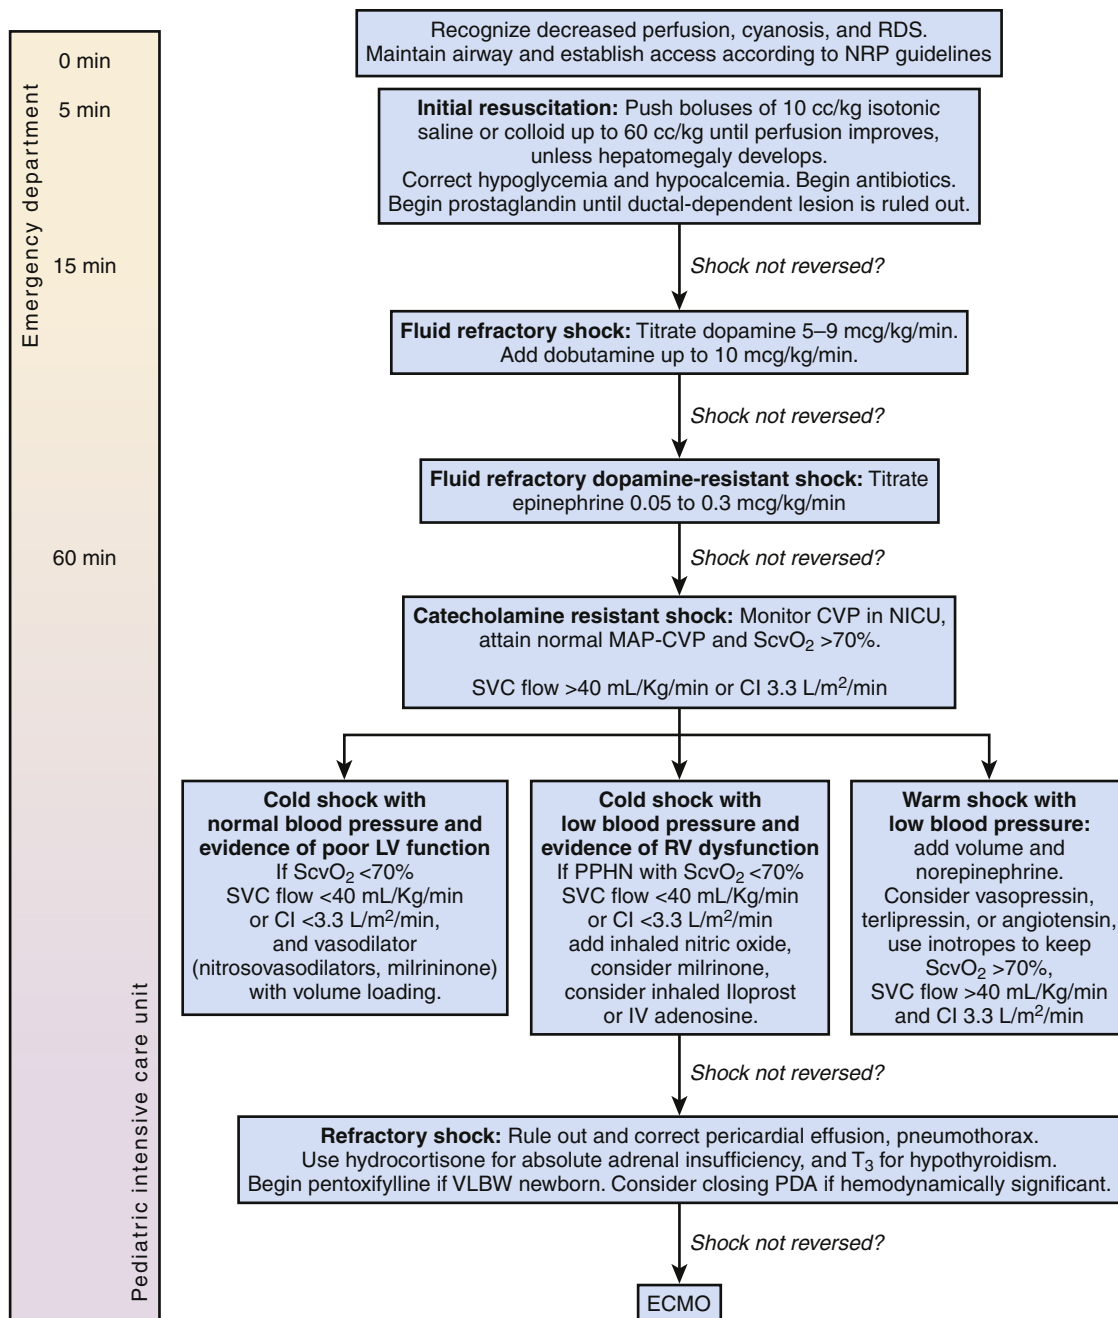 Emergency department
Pediatric intensive care unit
0 min
5 min
15 min
60 min
Recognize decreased perfusion, cyanosis, and RDS.
Maintain airway and establish access according to NRP guidelines
Initial resuscitation: Push boluses of 10 cc/kg isotonic
saline or colloid up to 60 cc/kg until perfusion improves,
unless hepatomegaly develops.
Correct hypoglycemia and hypocalcemia. Begin antibiotics.
Begin prostaglandin until ductal-dependent lesion is ruled out.
Shock not reversed?
Fluid refractory shock: Titrate dopamine 5–9 mcg/kg/min.
Add dobutamine up to 10 mcg/kg/min.
Shock not reversed?
Fluid refractory dopamine-resistant shock: Titrate
epinephrine 0.05 to 0.3 mcg/kg/min
Shock not reversed?
Catecholamine resistant shock: Monitor CVP in NICU,
attain normal MAP-CVP and ScvO₂ >70%.
SVC flow >40 mL/Kg/min or CI 3.3 L/m²/min
Cold shock with
normal blood pressure and
evidence of poor LV function
If ScvO₂ <70%
SVC flow <40 mL/Kg/min
or CI <3.3 L/m²/min,
and vasodilator
(nitrosovasodilators, milrininone)
with volume loading.
Cold shock with
low blood pressure and
evidence of RV dysfunction
If PPHN with ScvO₂ <70%
SVC flow <40 mL/Kg/min
or CI <3.3 L/m²/min
add inhaled nitric oxide,
consider milrinone,
consider inhaled Iloprost
or IV adenosine.
Warm shock with
low blood pressure:
add volume and
norepinephrine.
Consider vasopressin,
terlipressin, or angiotensin,
use inotropes to keep
ScvO₂ >70%,
SVC flow >40 mL/Kg/min
and CI 3.3 L/m²/min
Shock not reversed?
Refractory shock: Rule out and correct pericardial effusion, pneumothorax.
Use hydrocortisone for absolute adrenal insufficiency, and T₃ for hypothyroidism.
Begin pentoxifylline if VLBW newborn. Consider closing PDA if hemodynamically significant.
Shock not reversed?
ECMO